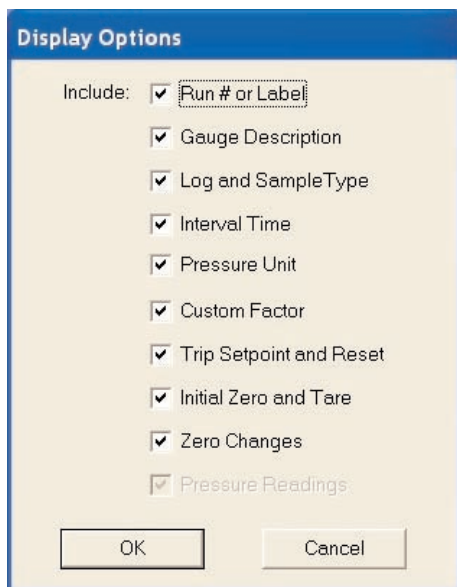 Display Options
Include: Run # or Label
Gauge Description
Log and SampleType
Interval Time
Pressure Unit
Custom Factor
Trip Setpoint and Reset
Initial Zero and Tare
Zero Changes
Pressure Readings
OK Cancel